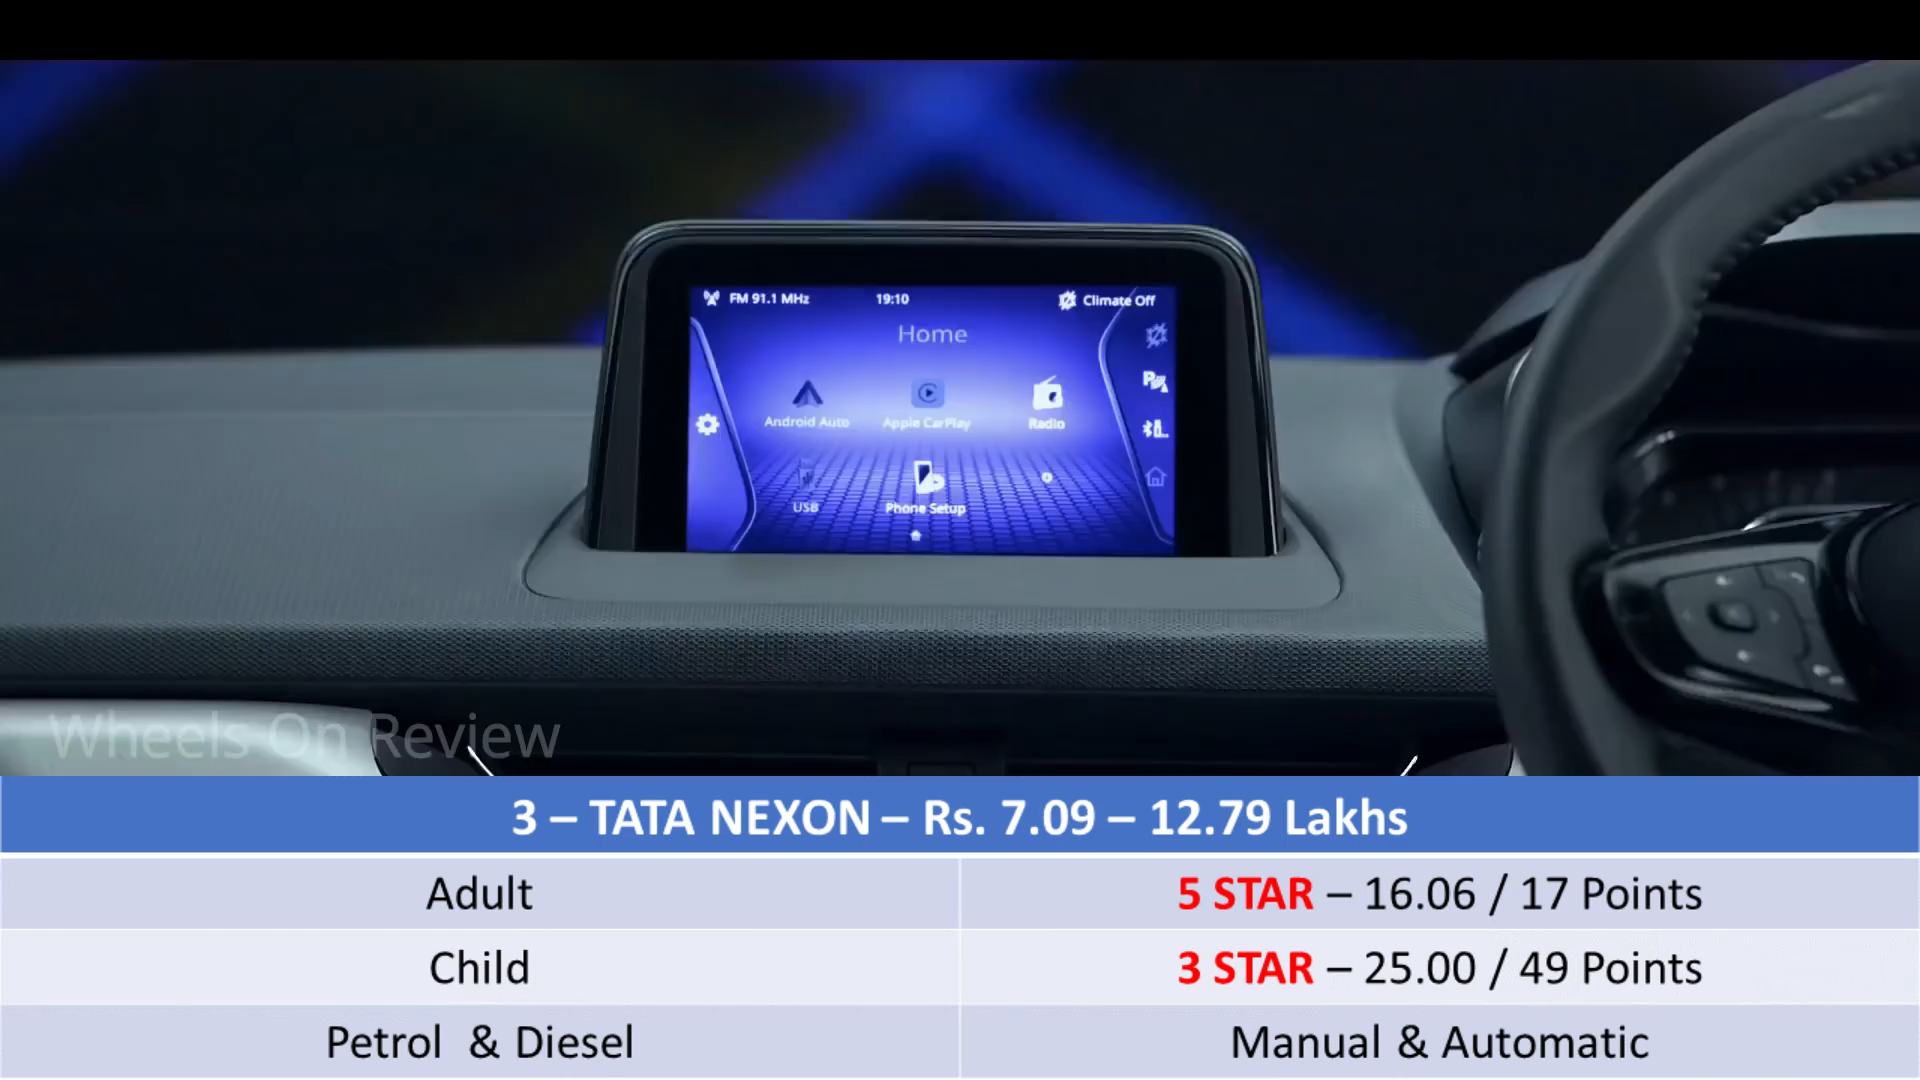 FM 91.1 MHz 19:10 Climate Off
Home
Android Auto Apple CarPlay Radio
USB Phone Setup
Wheels On Review
3 – TATA NEXON – Rs. 7.09 – 12.79 Lakhs
Adult 5 STAR – 16.06 / 17 Points
Child 3 STAR – 25.00 / 49 Points
Petrol & Diesel Manual & Automatic